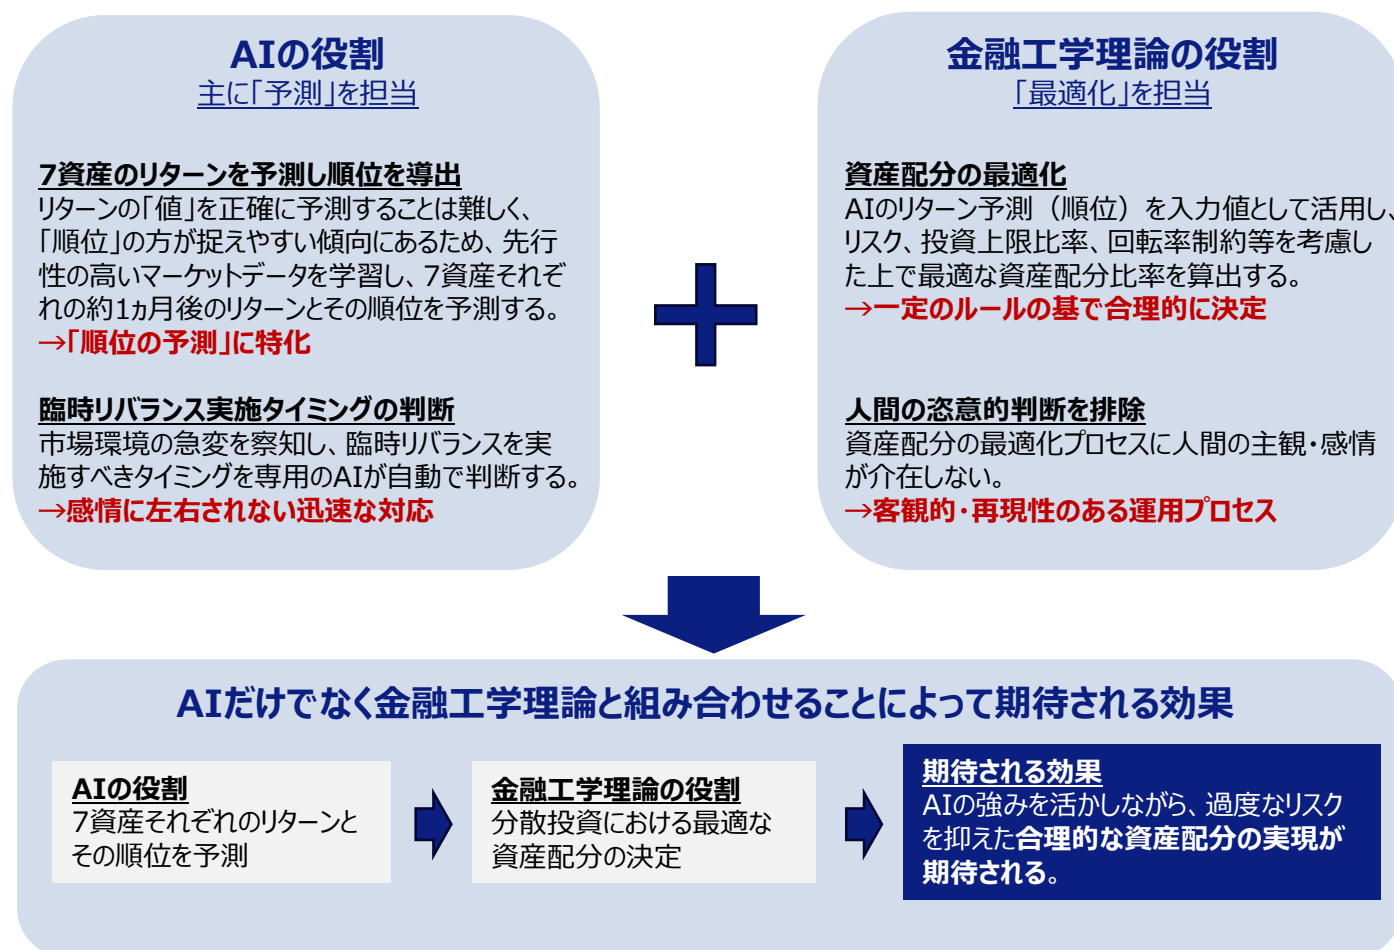 AIの役割
主に「予測」を担当
7資産のリターンを予測し順位を導出
リターンの「値」を正確に予測することは難しく、
「順位」の方が捉えやすい傾向にあるため、先行
性の高いマーケットデータを学習し、7資産それぞ
れの約1ヵ月後のリターンとその順位を予測する。
→「順位の予測」に特化
臨時リバランス実施タイミングの判断
市場環境の急変を察知し、臨時リバランスを実
施すべきタイミングを専用のAIが自動で判断する。
→感情に左右されない迅速な対応
金融工学理論の役割
「最適化」を担当
資産配分の最適化
AIのリターン予測（順位）を入力値として活用し、
リスク、投資上限比率、回転率制約等を考慮し
た上で最適な資産配分比率を算出する。
→一定のルールの基で合理的に決定
人間の恣意的判断を排除
資産配分の最適化プロセスに人間の主観・感情
が介在しない。
→客観的・再現性のある運用プロセス
AIだけでなく金融工学理論と組み合わせることによって期待される効果
AIの役割
7資産それぞれのリターンと
その順位を予測
金融工学理論の役割
分散投資における最適な
資産配分の決定
期待される効果
AIの強みを活かしながら、過度なリスク
を抑えた合理的な資産配分の実現が
期待される。